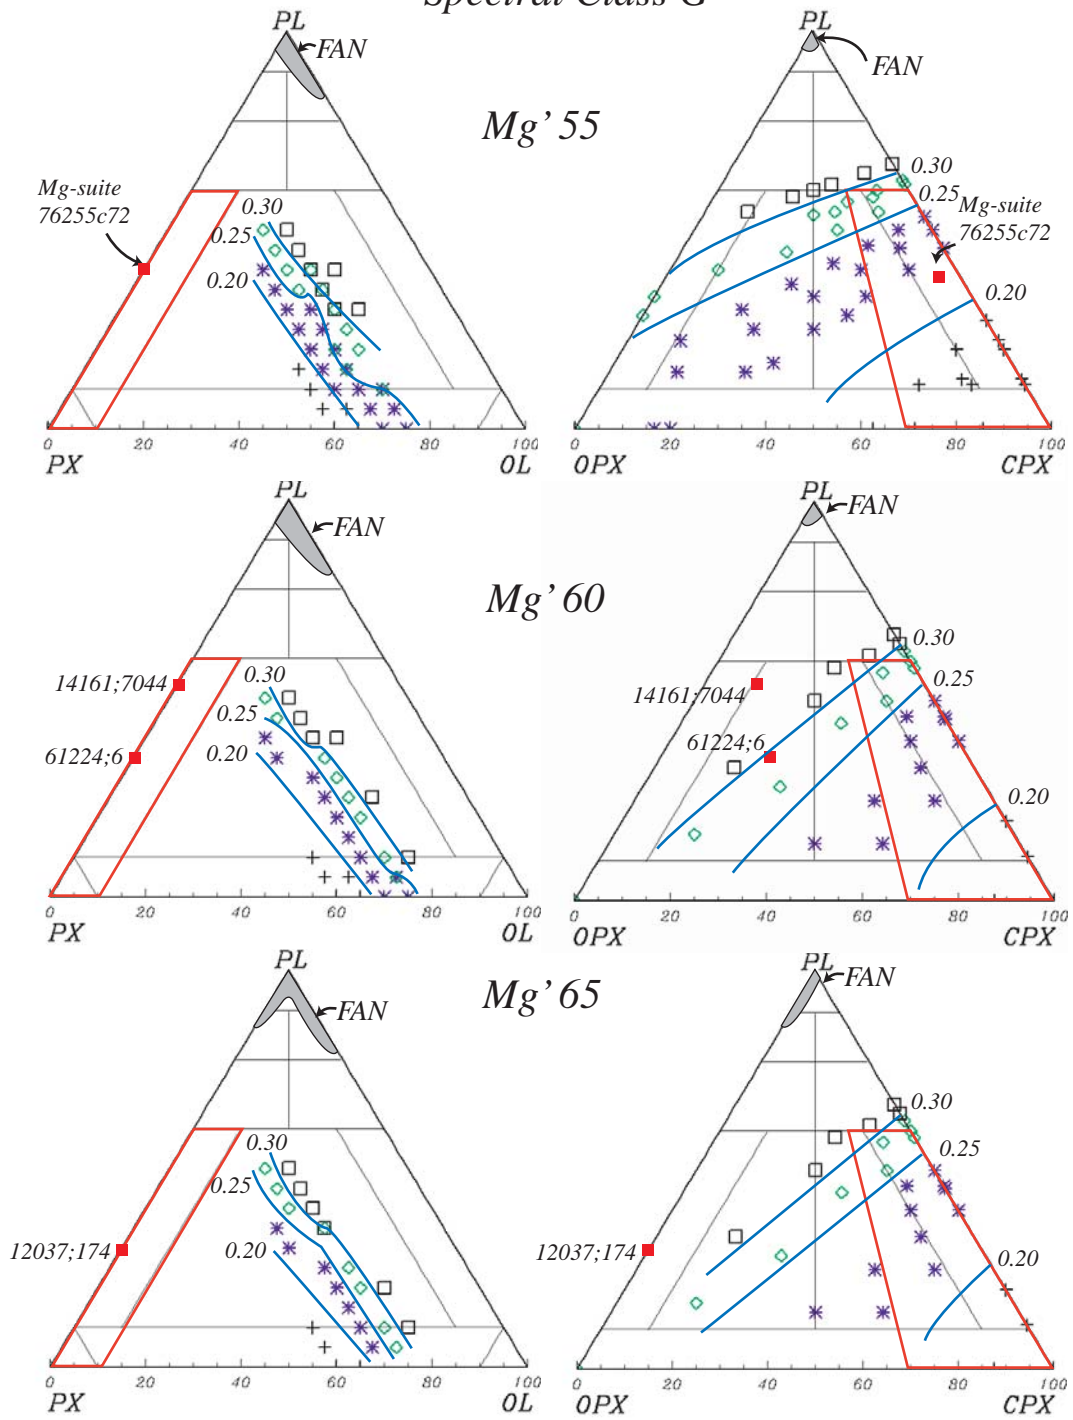 Spectral Class G
PL
FAN
PL
FAN
Mg' 55
Mg-suite
76255c72
0.30
0.25
0.20
0.30
0.25
Mg-suite
76255c72
0.20
0 20 40 60 80 100
PX OL
0 20 40 60 80 100
OPX CPX
PL
FAN
PL
FAN
Mg' 60
14161;7044
61224;6
0.30
0.25
0.20
14161;7044
61224;6
0.30
0.25
0.20
0 20 40 60 80 100
PX OL
0 20 40 60 80 100
OPX CPX
PL
FAN
PL
FAN
Mg' 65
0.30
0.25
0.20
12037;174
0.30
0.25
0.20
12037;174
0 20 40 60 80 100
PX OL
0 20 40 60 80 100
OPX CPX